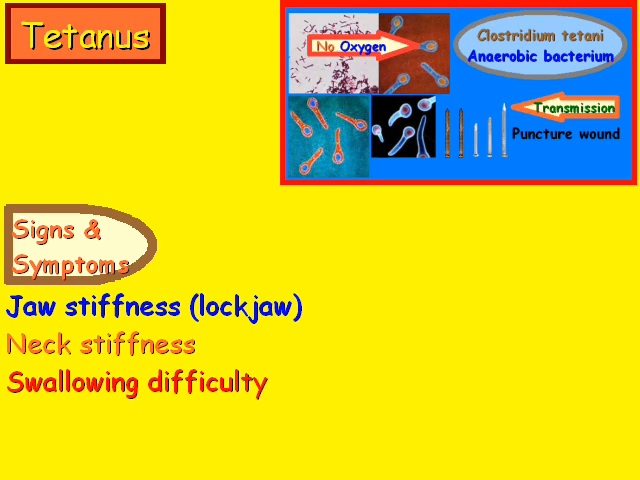 Tetanus
No Oxygen
Clostridium tetani
Anaerobic bacterium
Transmission
Puncture wound
Signs &
Symptoms
Jaw stiffness (lockjaw)
Neck stiffness
Swallowing difficulty